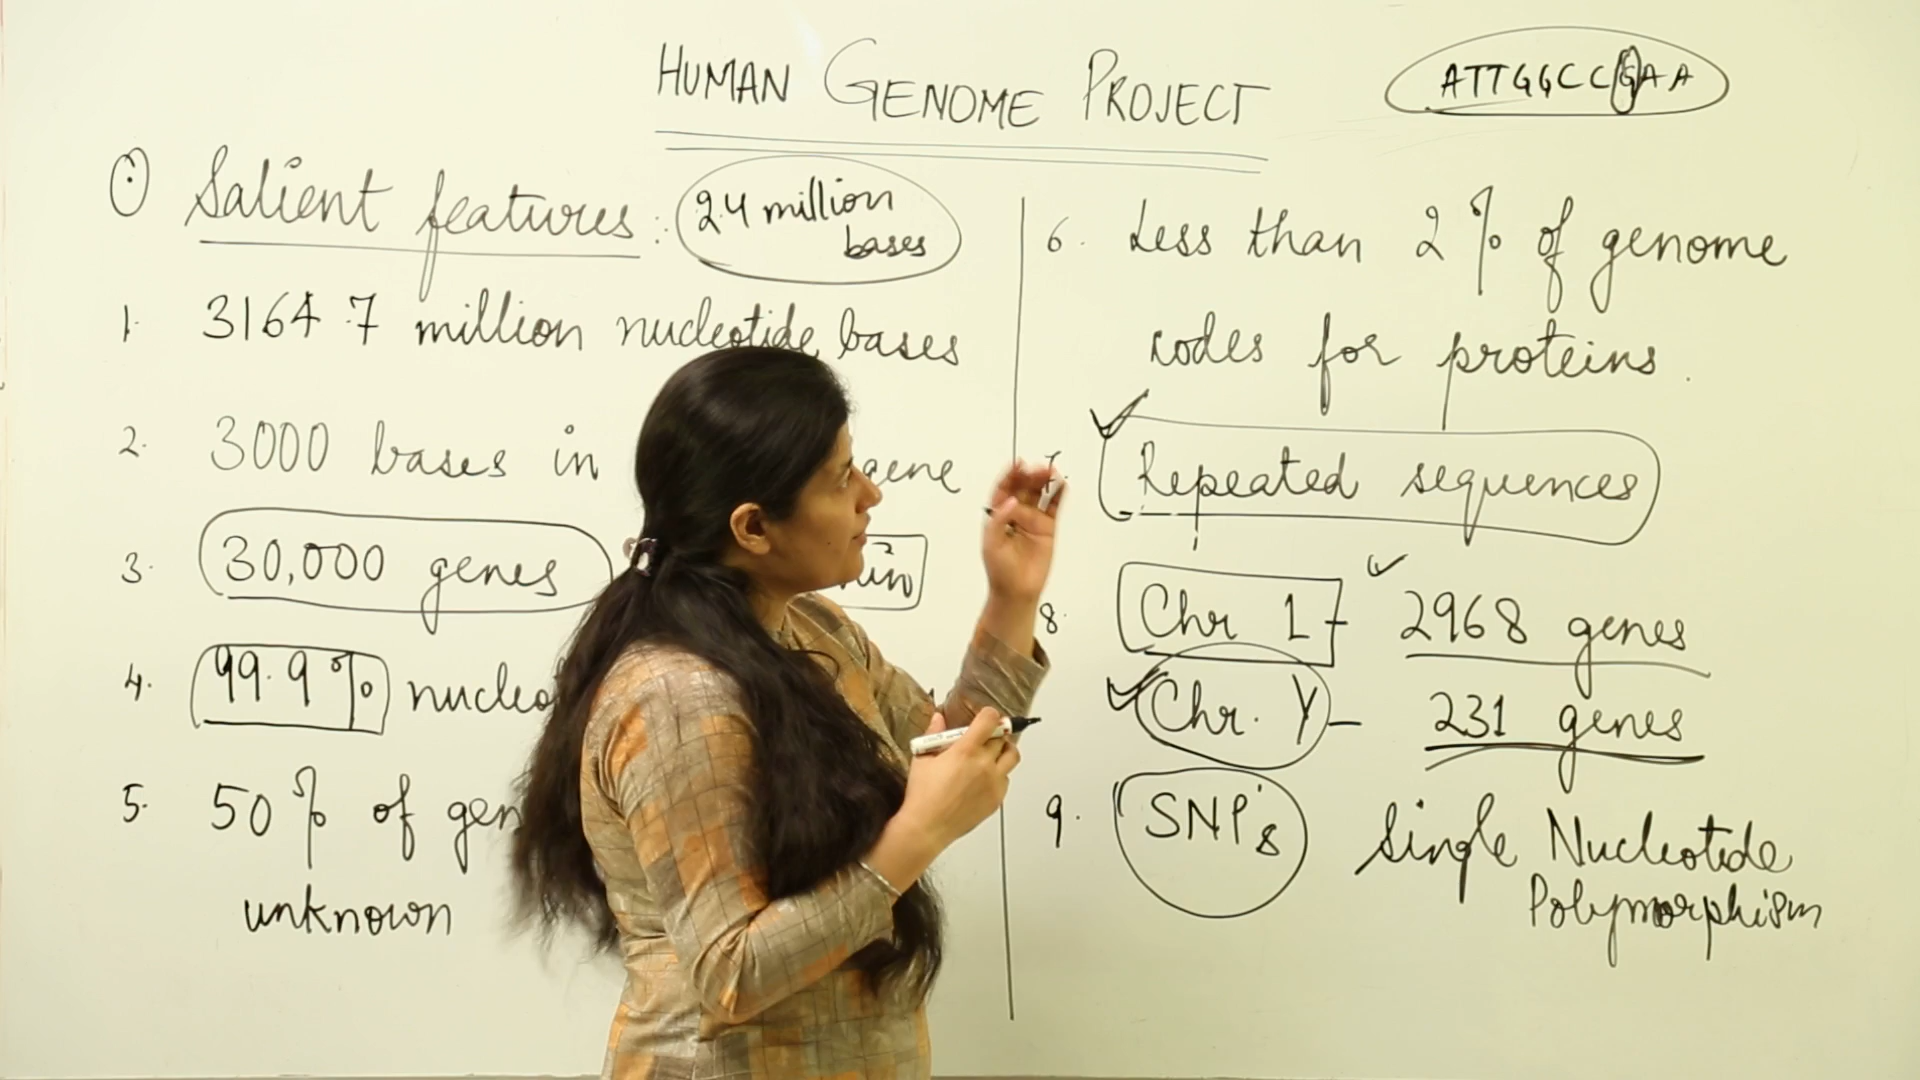 HUMAN GENOME PROJECT
ATTGGCCGAA
Salient features:
2.4 million
bases
1. 3164.7 million nucleotide bases
2. 3000 bases in gene
3. 30,000 genes
4. 99.9%
5. 50% of
unknown
6. Less than 2% of genome
codes for proteins.
7. Repeated sequences
8. Chr 1 - 2968 genes
Chr. Y - 231 genes
9. SNP's Single Nucleotide
Polymorphism